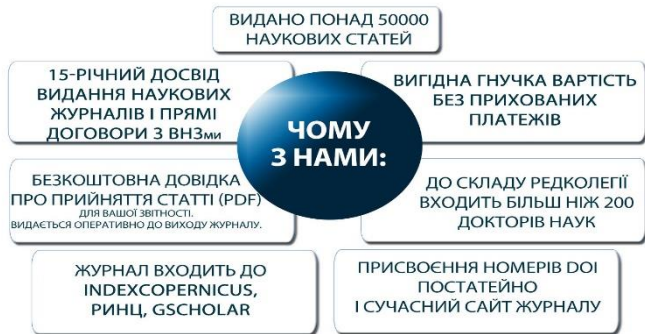 ВИДАНО ПОНАД 50000
НАУКОВИХ СТАТЕЙ
15-РІЧНИЙ ДОСВІД
ВИДАННЯ НАУКОВИХ
ЖУРНАЛІВ І ПРЯМІ
ДОГОВОРИ З ВНЗми
ВИГІДНА ГНУЧКА ВАРТІСТЬ
БЕЗ ПРИХОВАНИХ
ПЛАТЕЖІВ
ЧОМУ
З НАМИ:
БЕЗКОШТОВНА ДОВІДКА
ПРО ПРИЙНЯТТЯ СТАТТІ (PDF)
ДЛЯ ВАШОЇ ЗВІТНОСТІ.
ВИДАЄТЬСЯ ОПЕРАТИВНО ДО ВИХОДУ ЖУРНАЛУ.
ДО СКЛАДУ РЕДКОЛЕГІЇ
ВХОДИТЬ БІЛЬШ НІЖ 200
ДОКТОРІВ НАУК
ЖУРНАЛ ВХОДИТЬ ДО
INDEXCOPERNICUS,
РИНЦ, GSCHOLAR
ПРИСВОЄННЯ НОМЕРІВ DOI
ПОСТАТЕЙНО
І СУЧАСНИЙ САЙТ ЖУРНАЛУ